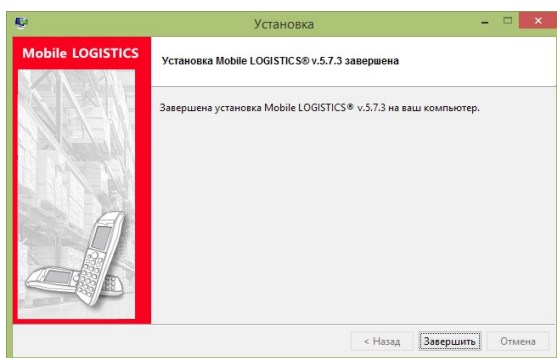 Установка
Mobile LOGISTICS
Установка Mobile LOGISTICS® v.5.7.3 завершена
Завершена установка Mobile LOGISTICS® v.5.7.3 на ваш компьютер.
< Назад Завершить Отмена